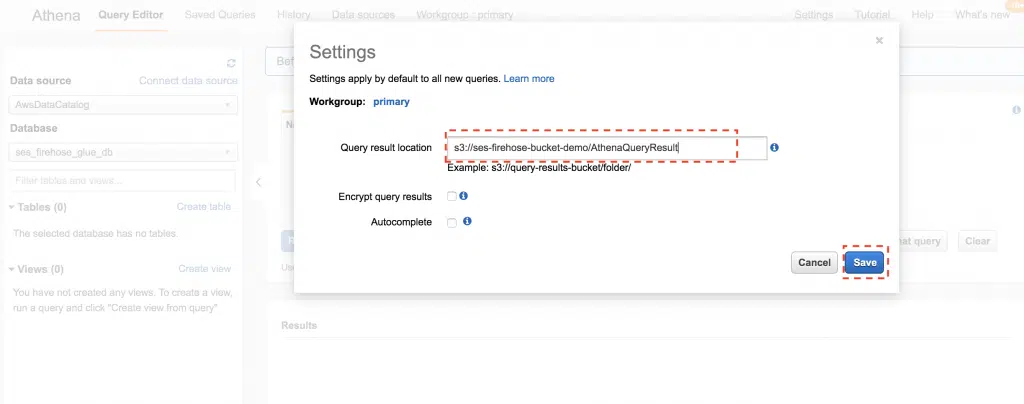 Athena Query Editor Saved Queries History Data sources Workgroup : primary Settings Tutorial Help What's new
Settings
Settings apply by default to all new queries. Learn more
Workgroup: primary
Query result location s3://ses-firehose-bucket-demo/AthenaQueryResult
Example: s3://query-results-bucket/folder/
Encrypt query results
Autocomplete
Cancel Save
Data source Connect data source
AwsDataCatalog
Database
ses_firehose_glue_db
Filter tables and views...
Tables (0) Create table
The selected database has no tables.
Views (0) Create view
You have not created any views. To create a view,
run a query and click "Create view from query"
Clear
Results